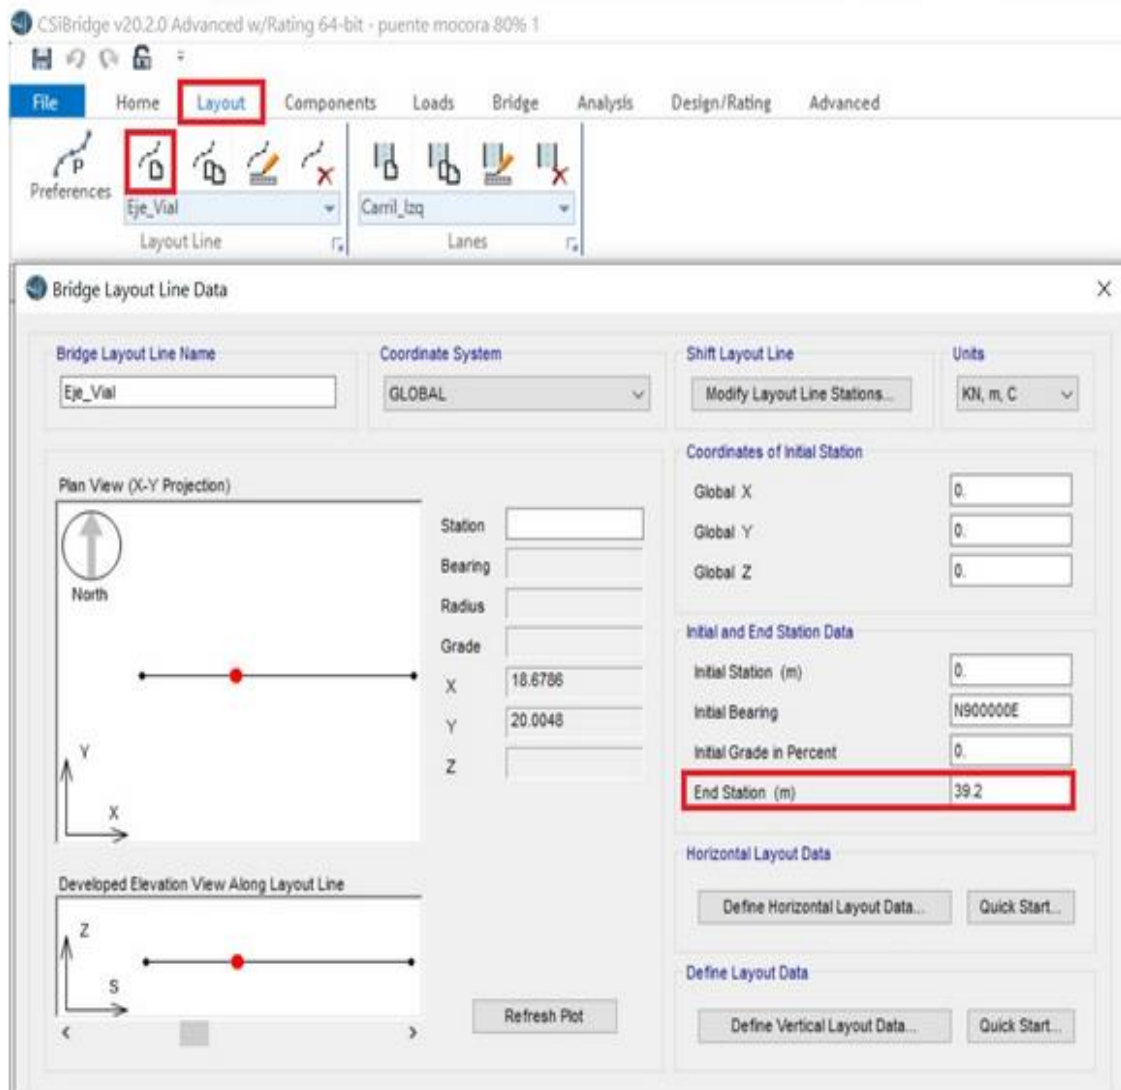 CSiBridge v20.2.0 Advanced w/Rating 64-bit - puente mocora 80% 1
File Home Layout Components Loads Bridge Analysis Design/Rating Advanced
P
Preferences
Eje_Vial Carril_Izq
Layout Line Lanes
Bridge Layout Line Data X
Bridge Layout Line Name Coordinate System Shift Layout Line Units
Eje_Vial GLOBAL Modify Layout Line Stations... KN, m, C
Coordinates of Initial Station
Plan View (X-Y Projection)
Global X 0.
North
Station
Global Y 0.
Bearing
Global Z 0.
Radius
Grade
Initial and End Station Data
X 18.6786
Initial Station (m) 0.
Y 20.0048
Initial Bearing N900000E
Z
Initial Grade in Percent 0.
Y
X
End Station (m) 39.2
Horizontal Layout Data
Developed Elevation View Along Layout Line
Define Horizontal Layout Data... Quick Start...
Z
S
Define Layout Data
Refresh Plot
Define Vertical Layout Data... Quick Start...